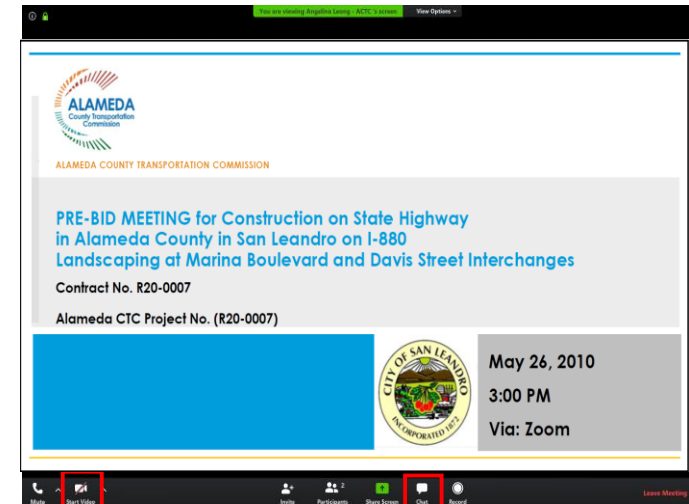 You are viewing Angelina Leong - ACTC's screen
View Options
ALAMEDA
County Transportation
Commission
ALAMEDA COUNTY TRANSPORTATION COMMISSION
PRE-BID MEETING for Construction on State Highway
in Alameda County in San Leandro on I-880
Landscaping at Marina Boulevard and Davis Street Interchanges
Contract No. R20-0007
Alameda CTC Project No. (R20-0007)
CITY OF SAN LEANDRO
INCORPORATED 1872
May 26, 2010
3:00 PM
Via: Zoom
Mute
Start Video
Invite
2
Participants
Share Screen
Chat
Record
Leave Meeting